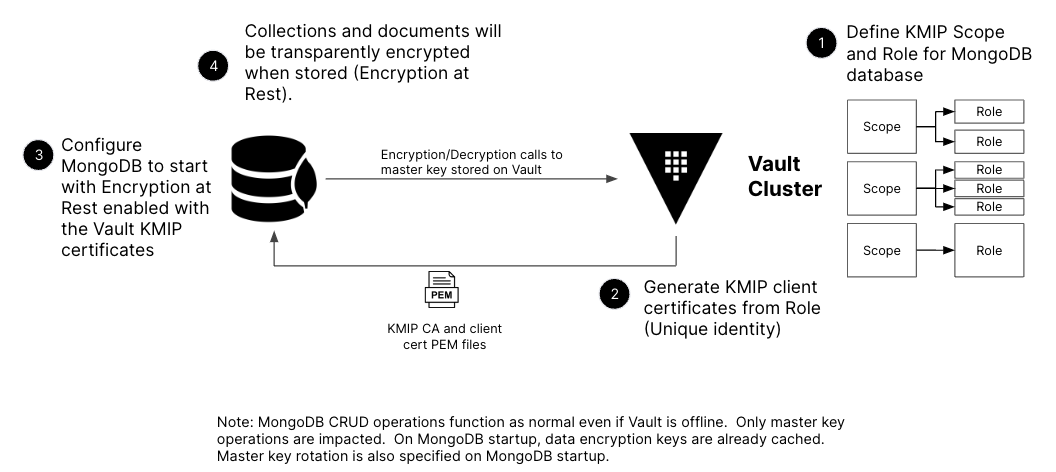 1
Define KMIP Scope
and Role for MongoDB
database
Scope
Role
Role
Scope
Role
Role
Role
Scope
Role
Vault
Cluster
2
Generate KMIP client
certificates from Role
(Unique identity)
PEM
KMIP CA and client
cert PEM files
3
Configure
MongoDB to start
with Encryption at
Rest enabled with
the Vault KMIP
certificates
4
Collections and documents will
be transparently encrypted
when stored (Encryption at
Rest).
Encryption/Decryption calls to
master key stored on Vault
Note: MongoDB CRUD operations function as normal even if Vault is offline.  Only master key
operations are impacted.  On MongoDB startup, data encryption keys are already cached.
Master key rotation is also specified on MongoDB startup.